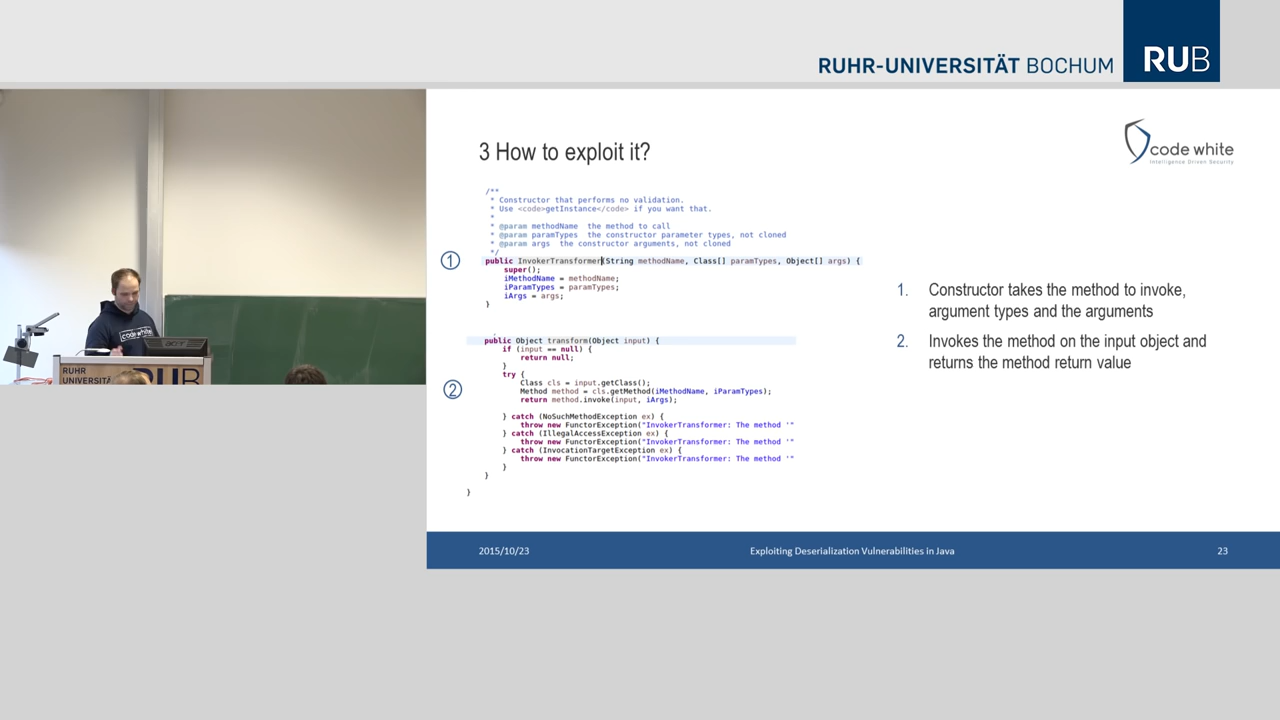 RUHR-UNIVERSITÄT BOCHUM
RUB
3 How to exploit it?
code white
Intelligence Driven Security
/**
* Constructor that performs no validation.
* Use <code>getInstance</code> if you want that.
*
* @param methodName  the method to call
* @param paramTypes  the constructor parameter types, not cloned
* @param args  the constructor arguments, not cloned
*/
1
public InvokerTransformer(String methodName, Class[] paramTypes, Object[] args) {
super();
iMethodName = methodName;
iParamTypes = paramTypes;
iArgs = args;
}
public Object transform(Object input) {
if (input == null) {
return null;
}
try {
Class cls = input.getClass();
2
Method method = cls.getMethod(iMethodName, iParamTypes);
return method.invoke(input, iArgs);
} catch (NoSuchMethodException ex) {
throw new FunctorException("InvokerTransformer: The method '"
} catch (IllegalAccessException ex) {
throw new FunctorException("InvokerTransformer: The method '"
} catch (InvocationTargetException ex) {
throw new FunctorException("InvokerTransformer: The method '"
}
}
}
1. Constructor takes the method to invoke,
argument types and the arguments
2. Invokes the method on the input object and
returns the method return value
code white
acer
RUHR
UNIVERSITÄ
RUB
2015/10/23
Exploiting Deserialization Vulnerabilities in Java
23